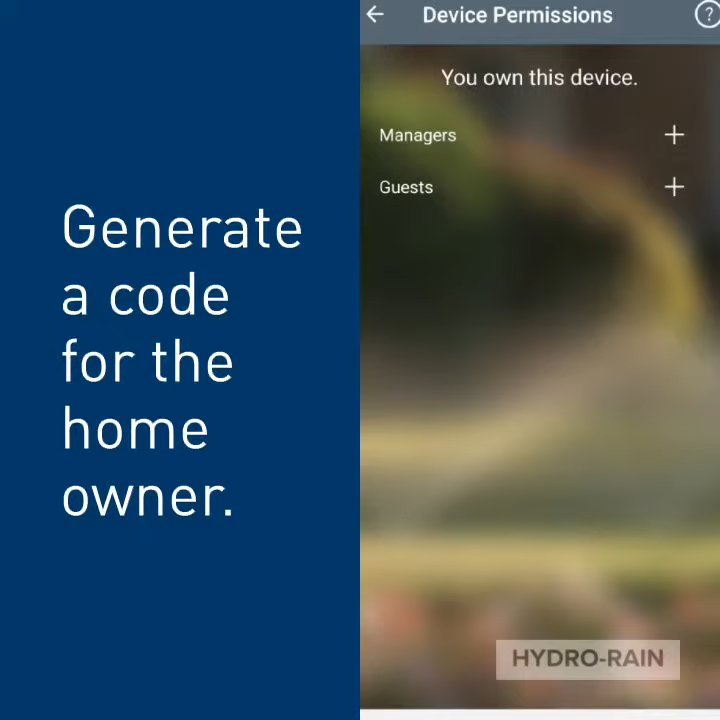 Generate
a code
for the
home
owner.
Device Permissions
?
You own this device.
Managers
Guests
HYDRO-RAIN